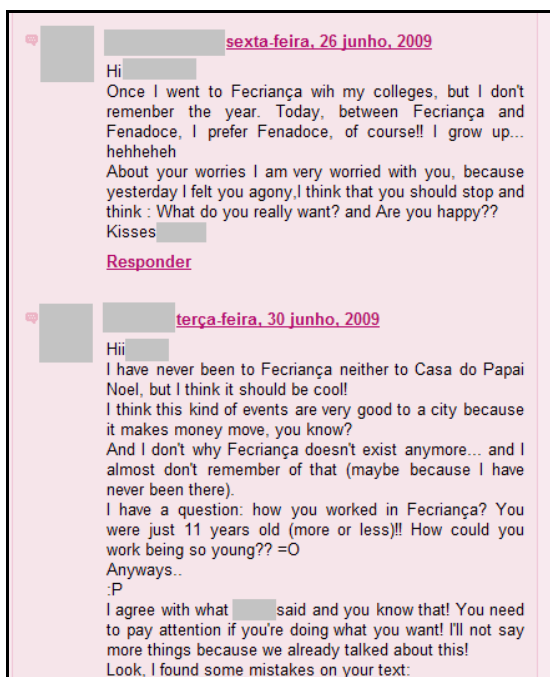 sexta-feira, 26 junho, 2009
Hi
Once I went to Fecriança wih my colleges, but I don't
remenber the year. Today, between Fecriança and
Fenadoce, I prefer Fenadoce, of course!! I grow up...
hehheheh
About your worries I am very worried with you, because
yesterday I felt you agony,I think that you should stop and
think : What do you really want? and Are you happy??
Kisses
Responder
terça-feira, 30 junho, 2009
Hii
I have never been to Fecriança neither to Casa do Papai
Noel, but I think it should be cool!
I think this kind of events are very good to a city because
it makes money move, you know?
And I don't why Fecriança doesn't exist anymore... and I
almost don't remember of that (maybe because I have
never been there).
I have a question: how you worked in Fecriança? You
were just 11 years old (more or less)!! How could you
work being so young?? =O
Anyways..
:P
I agree with what said and you know that! You need
to pay attention if you're doing what you want! I'll not say
more things because we already talked about this!
Look, I found some mistakes on your text: